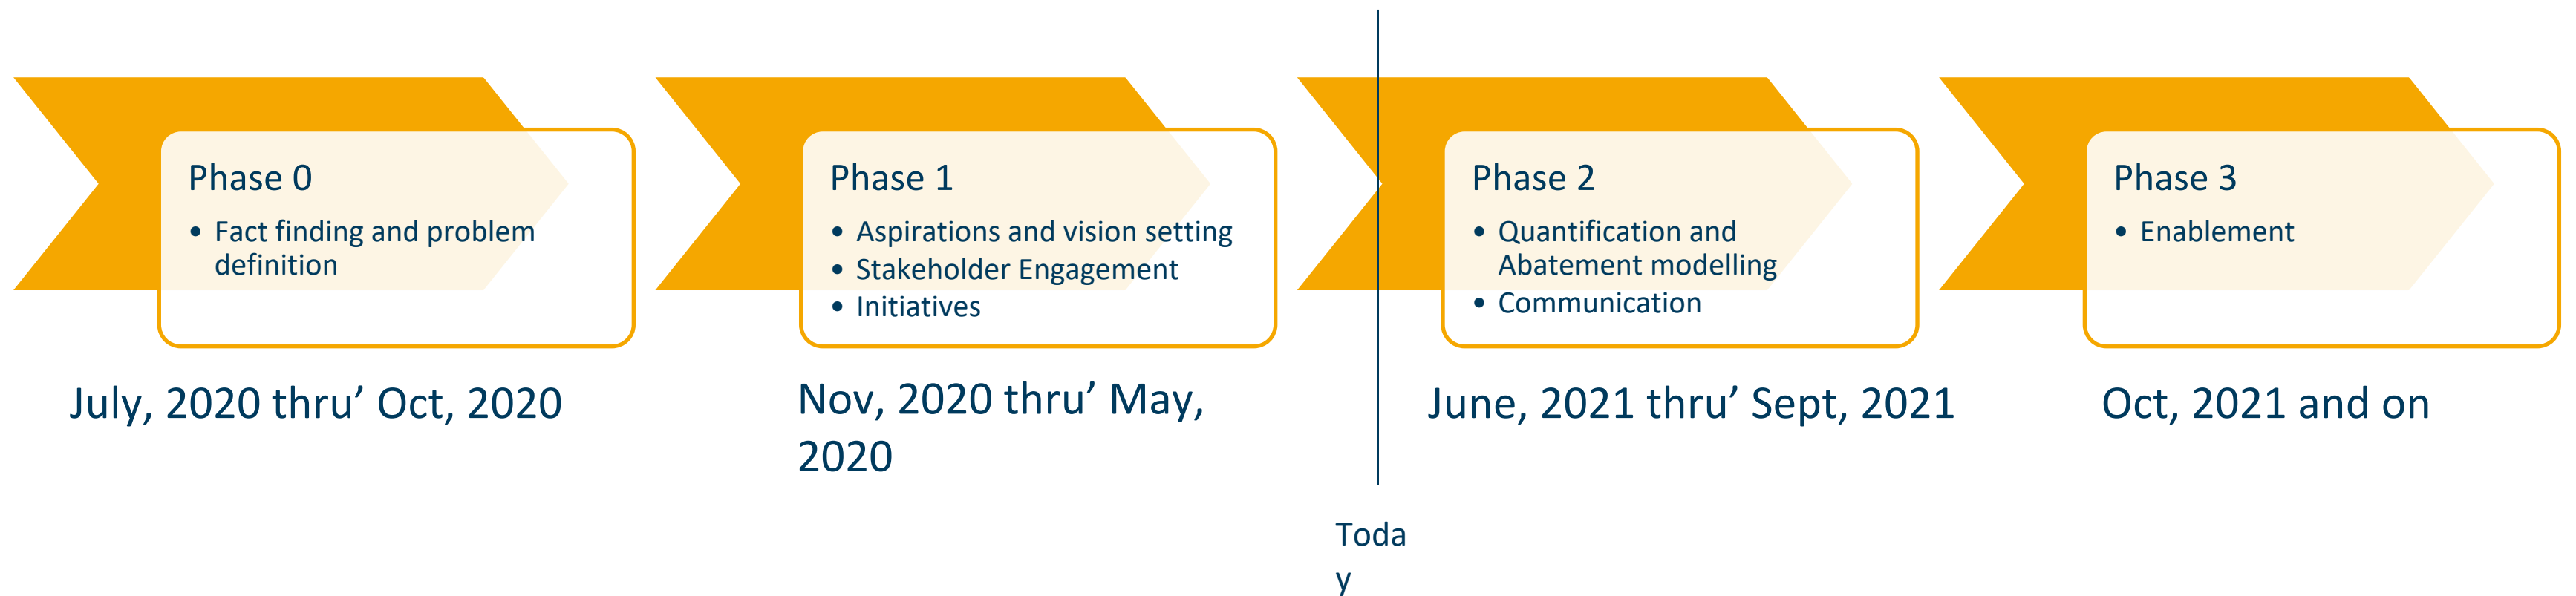 Phase 0
• Fact finding and problem
definition
July, 2020 thru’ Oct, 2020
Phase 1
• Aspirations and vision setting
• Stakeholder Engagement
• Initiatives
Nov, 2020 thru’ May,
2020
Phase 2
• Quantification and
Abatement modelling
• Communication
June, 2021 thru’ Sept, 2021
Phase 3
• Enablement
Oct, 2021 and on
Toda
y